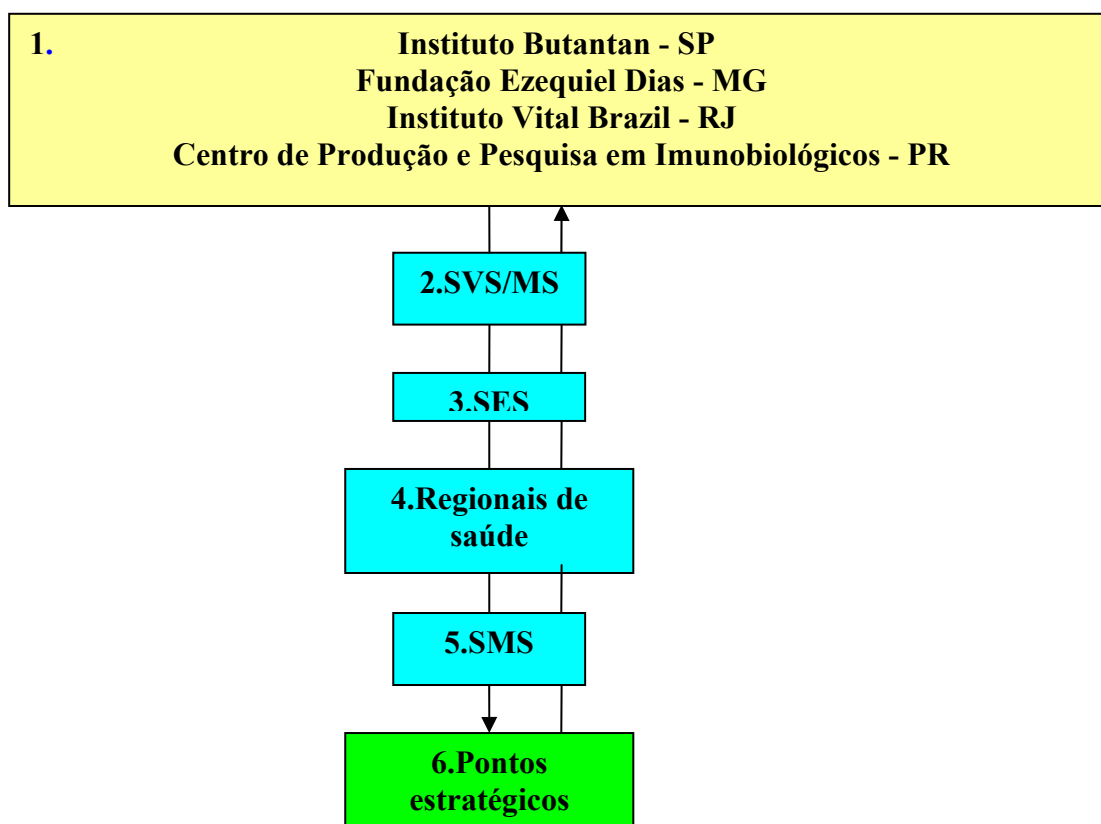 1. Instituto Butantan - SP
Fundação Ezequiel Dias - MG
Instituto Vital Brazil - RJ
Centro de Produção e Pesquisa em Imunobiológicos - PR
2.SVS/MS
3.SES
4.Regionais de
saúde
5.SMS
6.Pontos
estratégicos